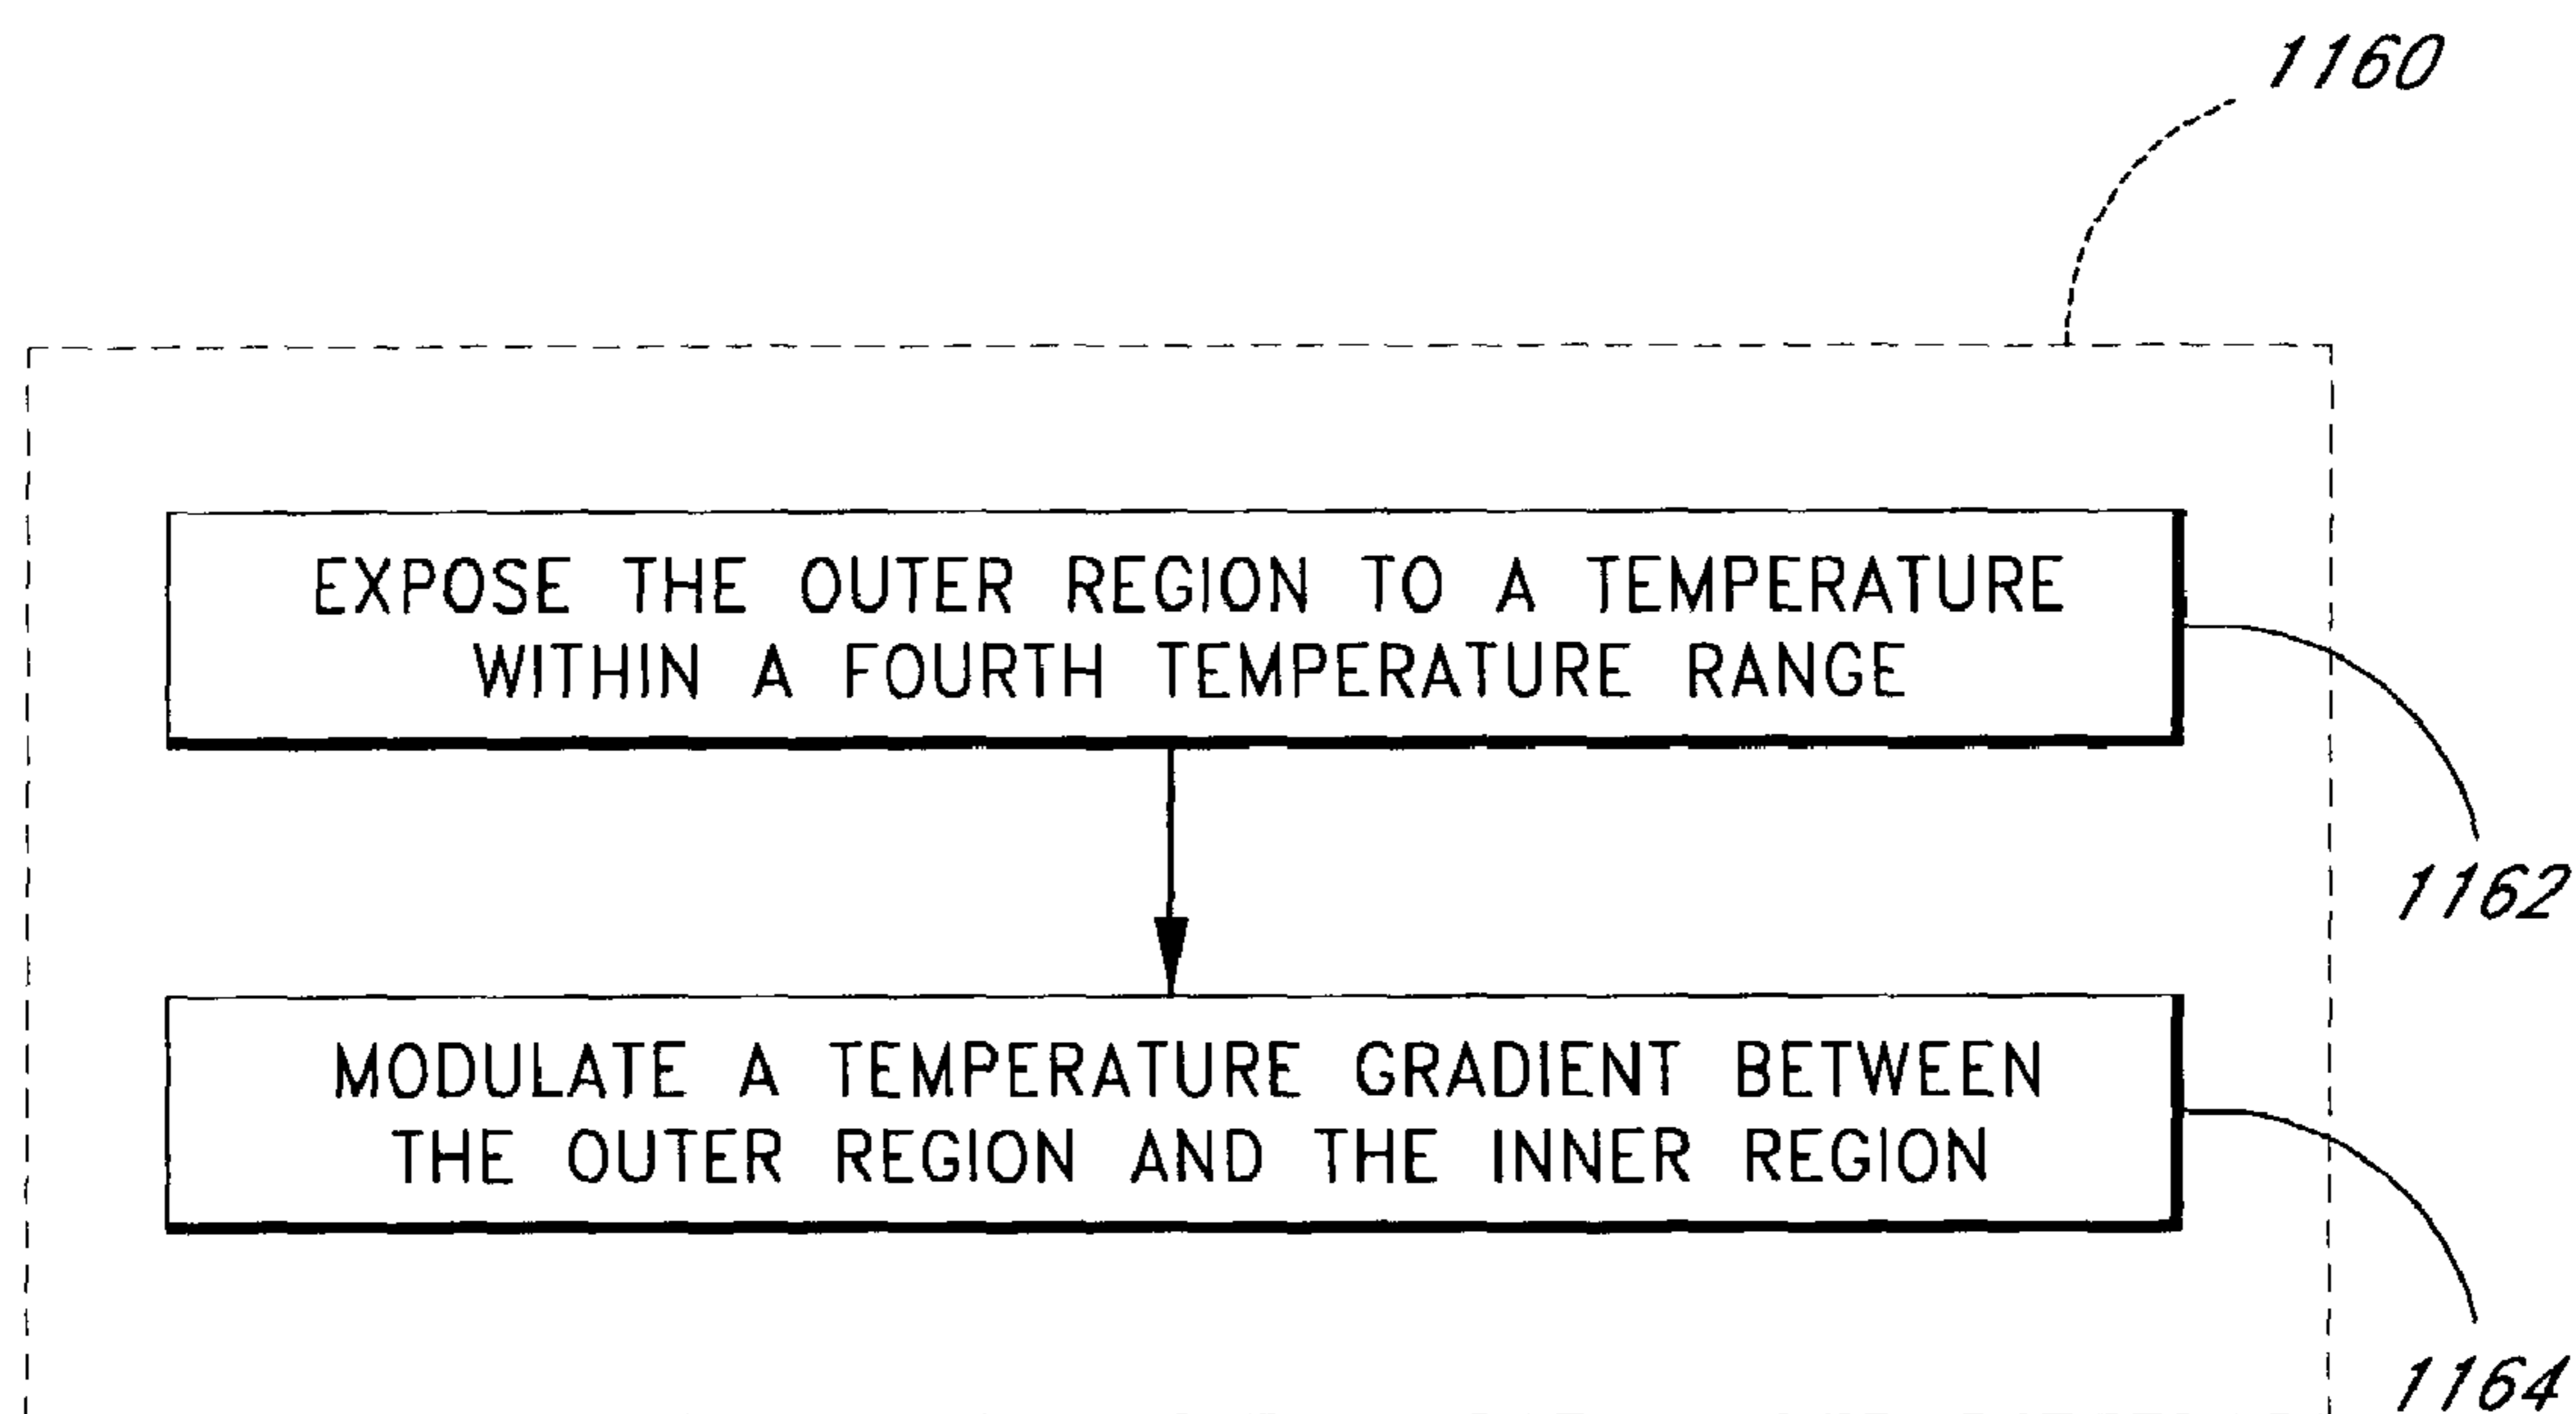 1160
EXPOSE THE OUTER REGION TO A TEMPERATURE
WITHIN A FOURTH TEMPERATURE RANGE
1162
MODULATE A TEMPERATURE GRADIENT BETWEEN
THE OUTER REGION AND THE INNER REGION
1164